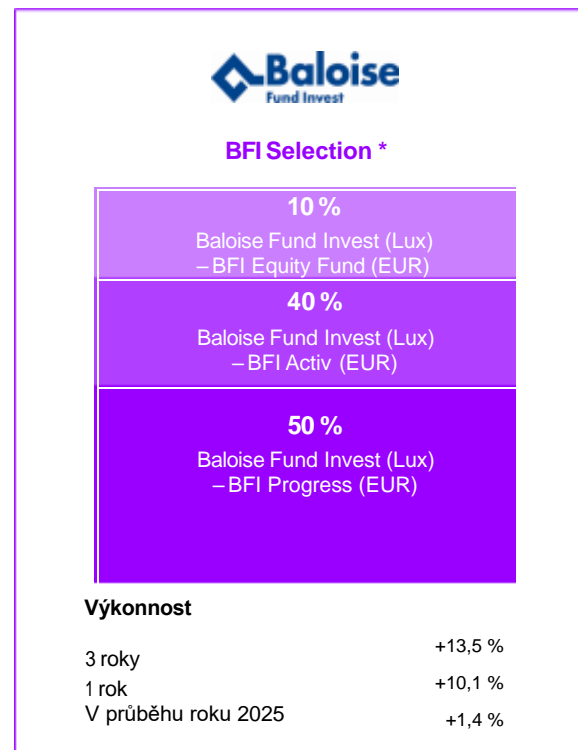 Baloise
Fund Invest
BFI Selection *
10 %
Baloise Fund Invest (Lux)
– BFI Equity Fund (EUR)
40 %
Baloise Fund Invest (Lux)
– BFI Activ (EUR)
50 %
Baloise Fund Invest (Lux)
– BFI Progress (EUR)
Výkonnost
3 roky +13,5 %
1 rok +10,1 %
V průběhu roku 2025 +1,4 %